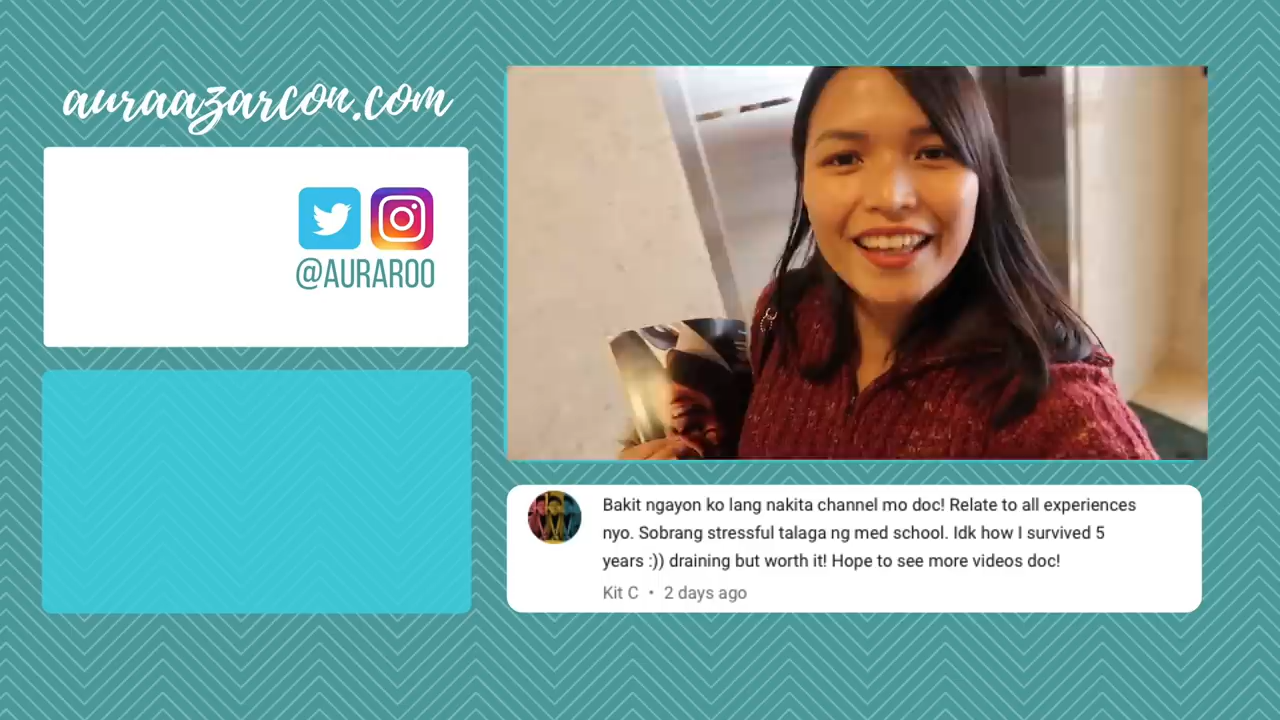 auraazarcon.com
@AURAROO
Bakit ngayon ko lang nakita channel mo doc! Relate to all experiences
nyo. Sobrang stressful talaga ng med school. Idk how I survived 5
years :)) draining but worth it! Hope to see more videos doc!
Kit C • 2 days ago